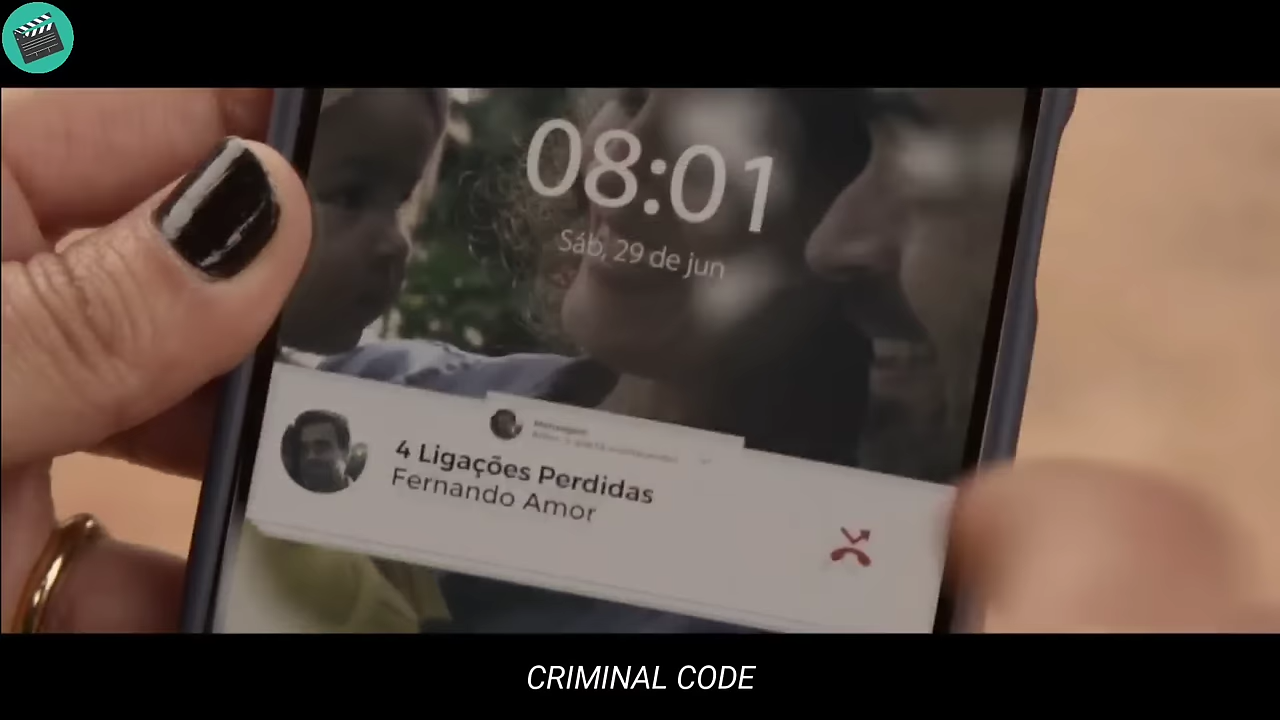 08:01
Sáb, 29 de jun
4 Ligações Perdidas
Fernando Amor
CRIMINAL CODE